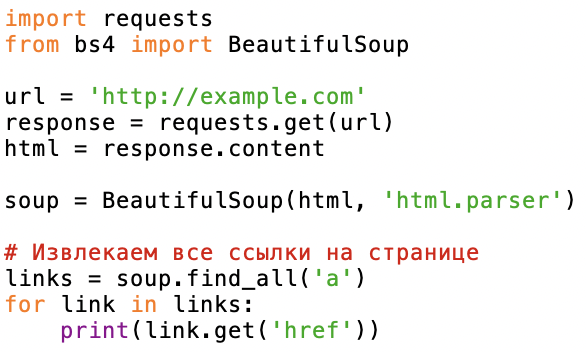 import requests
from bs4 import BeautifulSoup
url = 'http://example.com'
response = requests.get(url)
html = response.content
soup = BeautifulSoup(html, 'html.parser')
# Извлекаем все ссылки на странице
links = soup.find_all('a')
for link in links:
    print(link.get('href'))